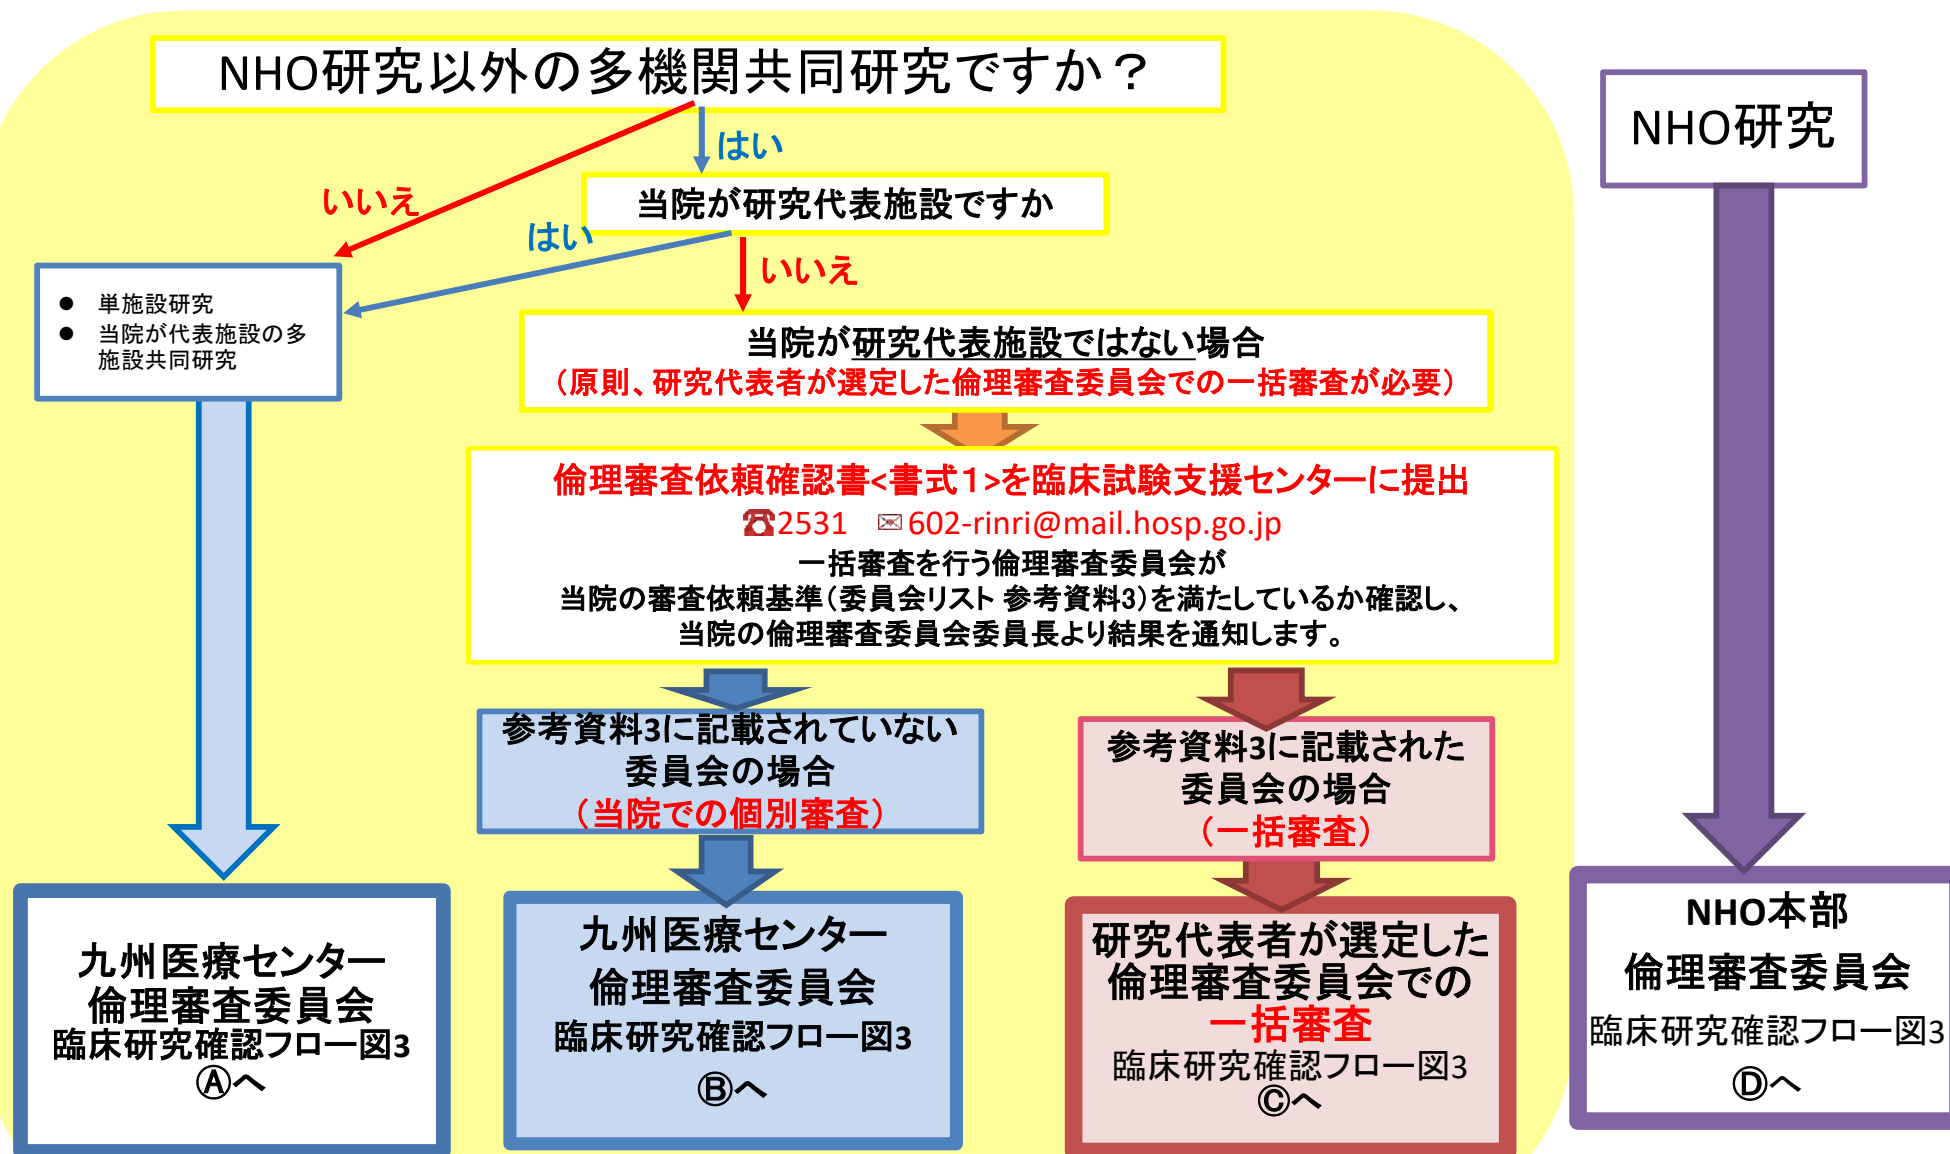 NHO研究以外の多機関共同研究ですか？
NHO研究
はい
いいえ
当院が研究代表施設ですか
はい
いいえ
● 単施設研究
● 当院が代表施設の多
施設共同研究
当院が研究代表施設ではない場合
（原則、研究代表者が選定した倫理審査委員会での一括審査が必要）
倫理審査依頼確認書<書式１>を臨床試験支援センターに提出
☎2531 ✉602-rinri@mail.hosp.go.jp
一括審査を行う倫理審査委員会が
当院の審査依頼基準（委員会リスト 参考資料3）を満たしているか確認し、
当院の倫理審査委員会委員長より結果を通知します。
参考資料3に記載されていない
委員会の場合
（当院での個別審査）
参考資料3に記載された
委員会の場合
（一括審査）
九州医療センター
倫理審査委員会
臨床研究確認フロー図3
Ⓐへ
九州医療センター
倫理審査委員会
臨床研究確認フロー図3
Ⓑへ
研究代表者が選定した
倫理審査委員会での
一括審査
臨床研究確認フロー図3
Ⓒへ
NHO本部
倫理審査委員会
臨床研究確認フロー図3
Ⓓへ